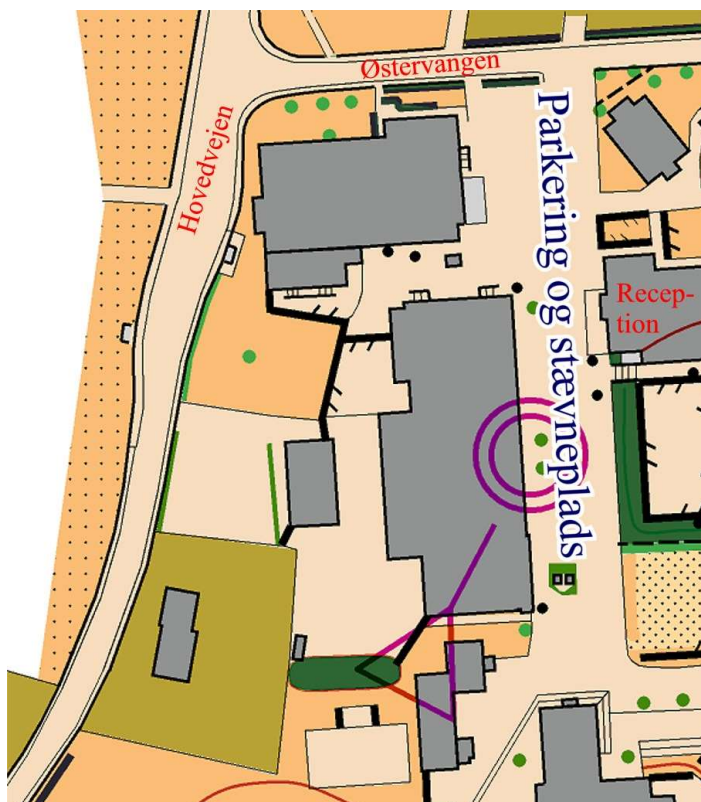 Østervangen
Hovedvejen
Parkering og stævneplads
Recep-
tion